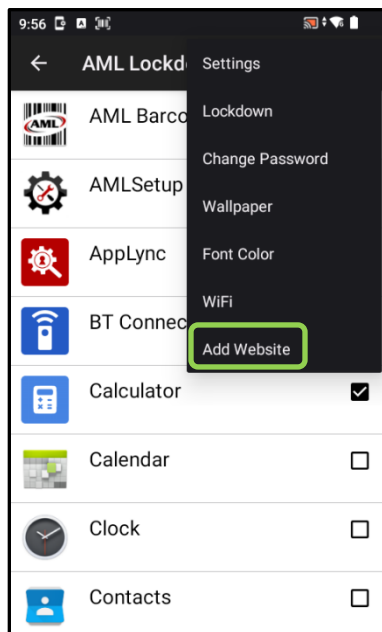 9:56
AML Lockd
Settings
Lockdown
Change Password
Wallpaper
Font Color
WiFi
Add Website
AML
AML Barco
AMLSetup
AppLync
BT Connec
Calculator
Calendar
Clock
Contacts